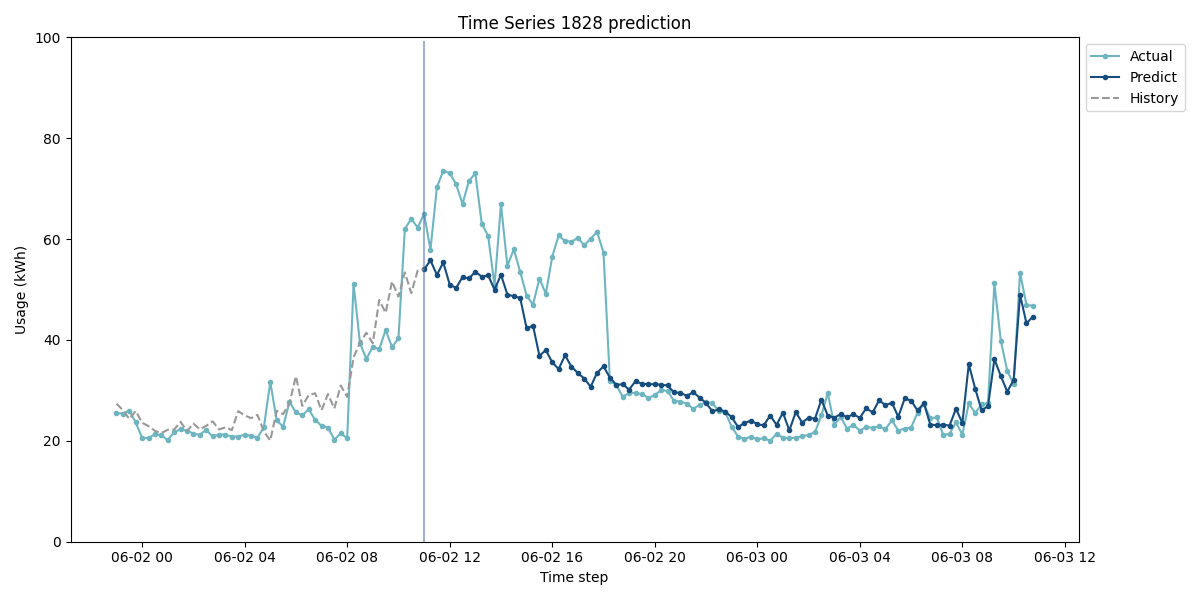 Time Series 1828 prediction
100
80
60
40
20
0
Usage (kWh)
06-02 00
06-02 04
06-02 08
06-02 12
06-02 16
06-02 20
06-03 00
06-03 04
06-03 08
06-03 12
Time step
Actual
Predict
History